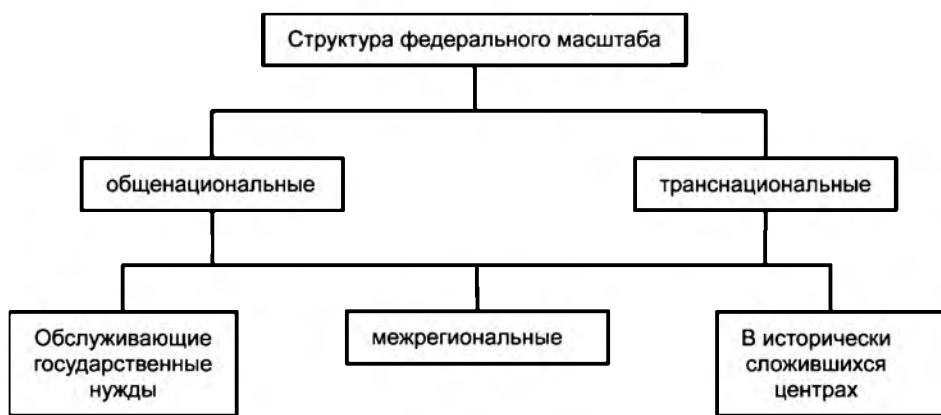 Структура федерального масштаба
общенациональные
транснациональные
Обслуживающие
государственные
нужды
межрегиональные
В исторически
сложившихся
центрах